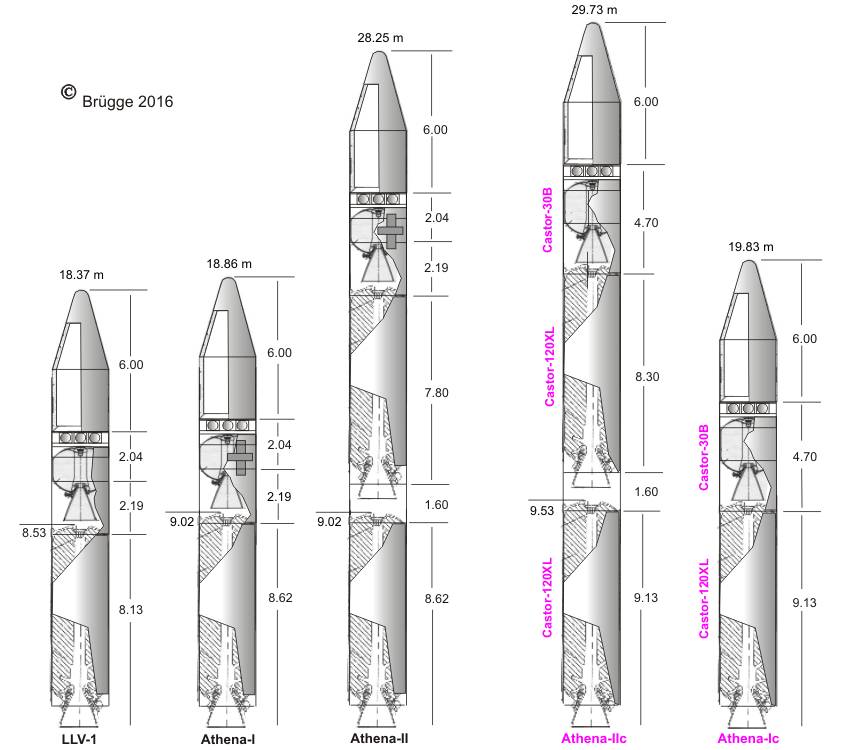 © Brügge 2016
18.37 m
6.00
2.04
2.19
8.53
8.13
LLV-1
18.86 m
6.00
2.04
2.19
9.02
8.62
Athena-I
28.25 m
6.00
2.04
2.19
7.80
1.60
9.02
8.62
Athena-II
29.73 m
6.00
Castor-30B
4.70
Castor-120XL
8.30
1.60
9.53
Castor-120XL
9.13
Athena-IIc
19.83 m
6.00
Castor-30B
4.70
Castor-120XL
9.13
Athena-Ic